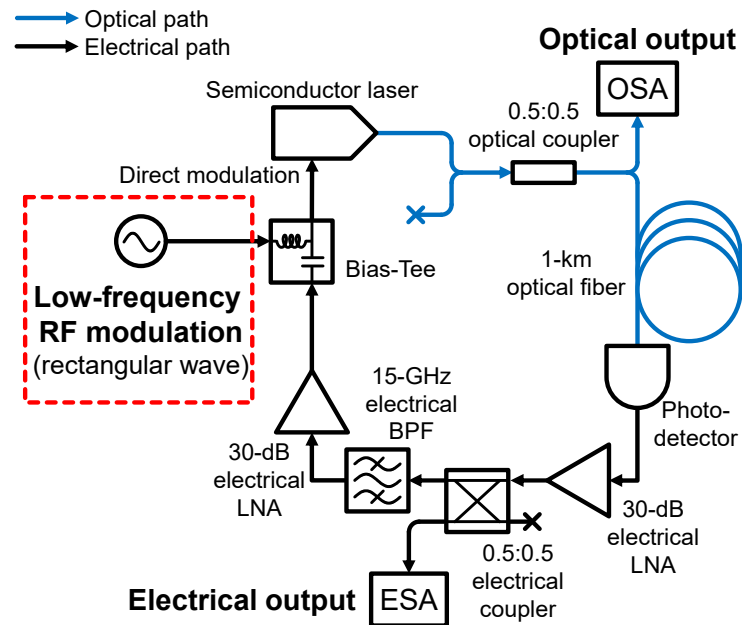 Optical path
Electrical path
Optical output
OSA
Semiconductor laser
0.5:0.5
optical coupler
Direct modulation
Low-frequency
RF modulation
(rectangular wave)
Bias-Tee
1-km
optical fiber
15-GHz
electrical
BPF
Photo-
detector
30-dB
electrical
LNA
30-dB
electrical
LNA
0.5:0.5
electrical
coupler
Electrical output
ESA